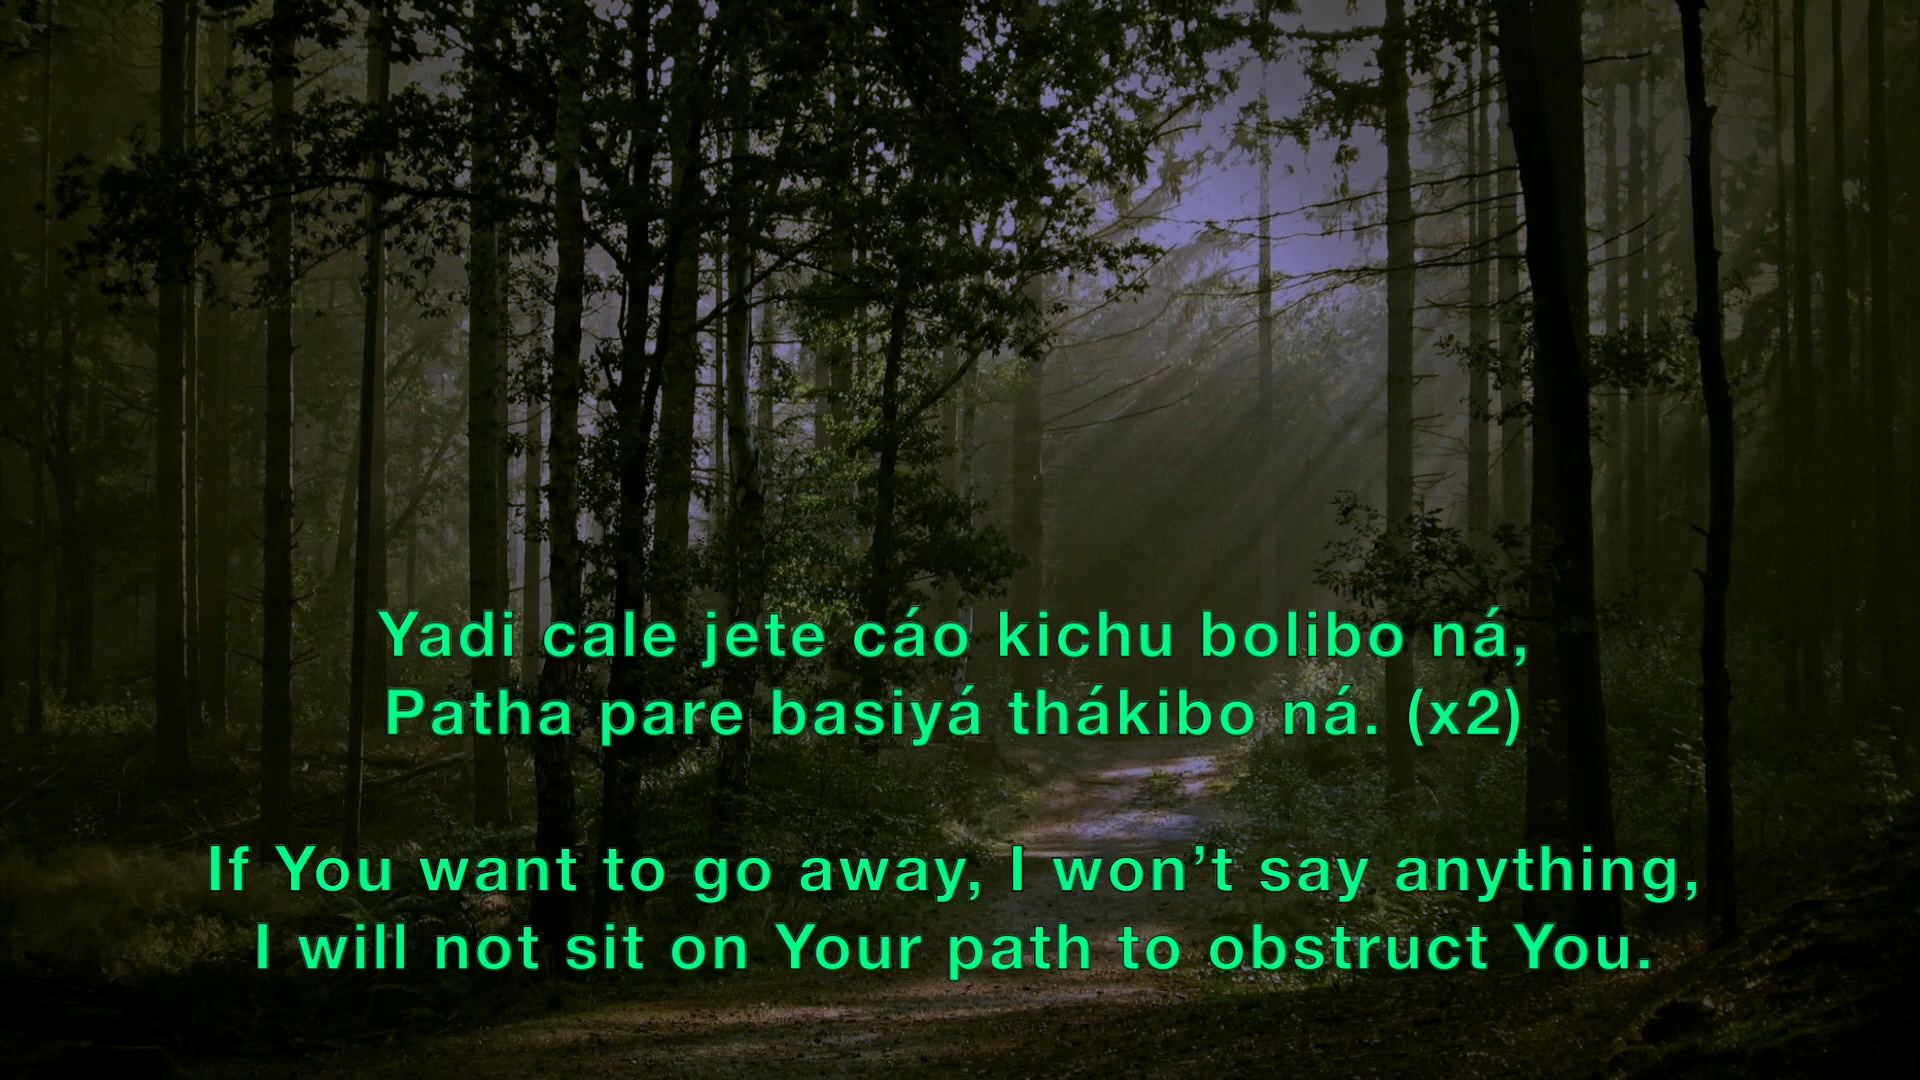 Yadi cale jete cáo kichu bolibo ná,
Patha pare basiyá thákibo ná. (x2)
If You want to go away, I won’t say anything,
I will not sit on Your path to obstruct You.